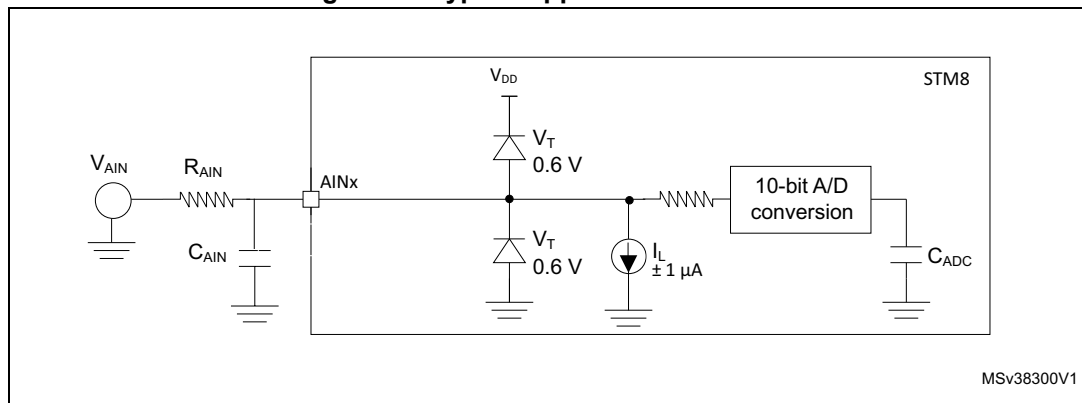 STM8
VDD
VT
0.6 V
VAIN
RAIN
AINx
10-bit A/D
conversion
VT
0.6 V
IL
± 1 µA
CAIN
CADC
MSv38300V1